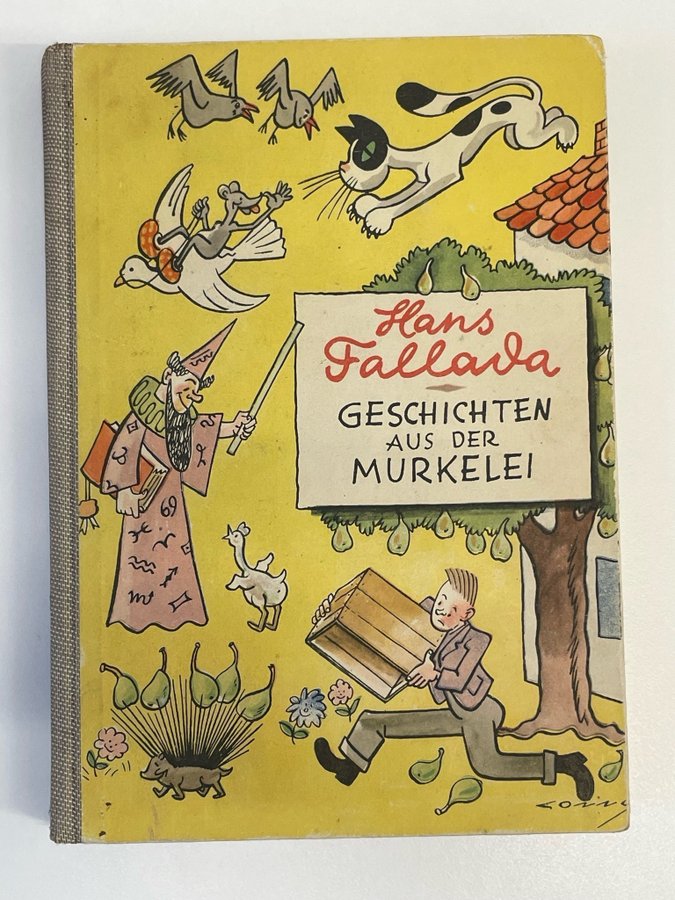 Hans
Fallada
GESCHICHTEN
AUS DER
MURKELEI